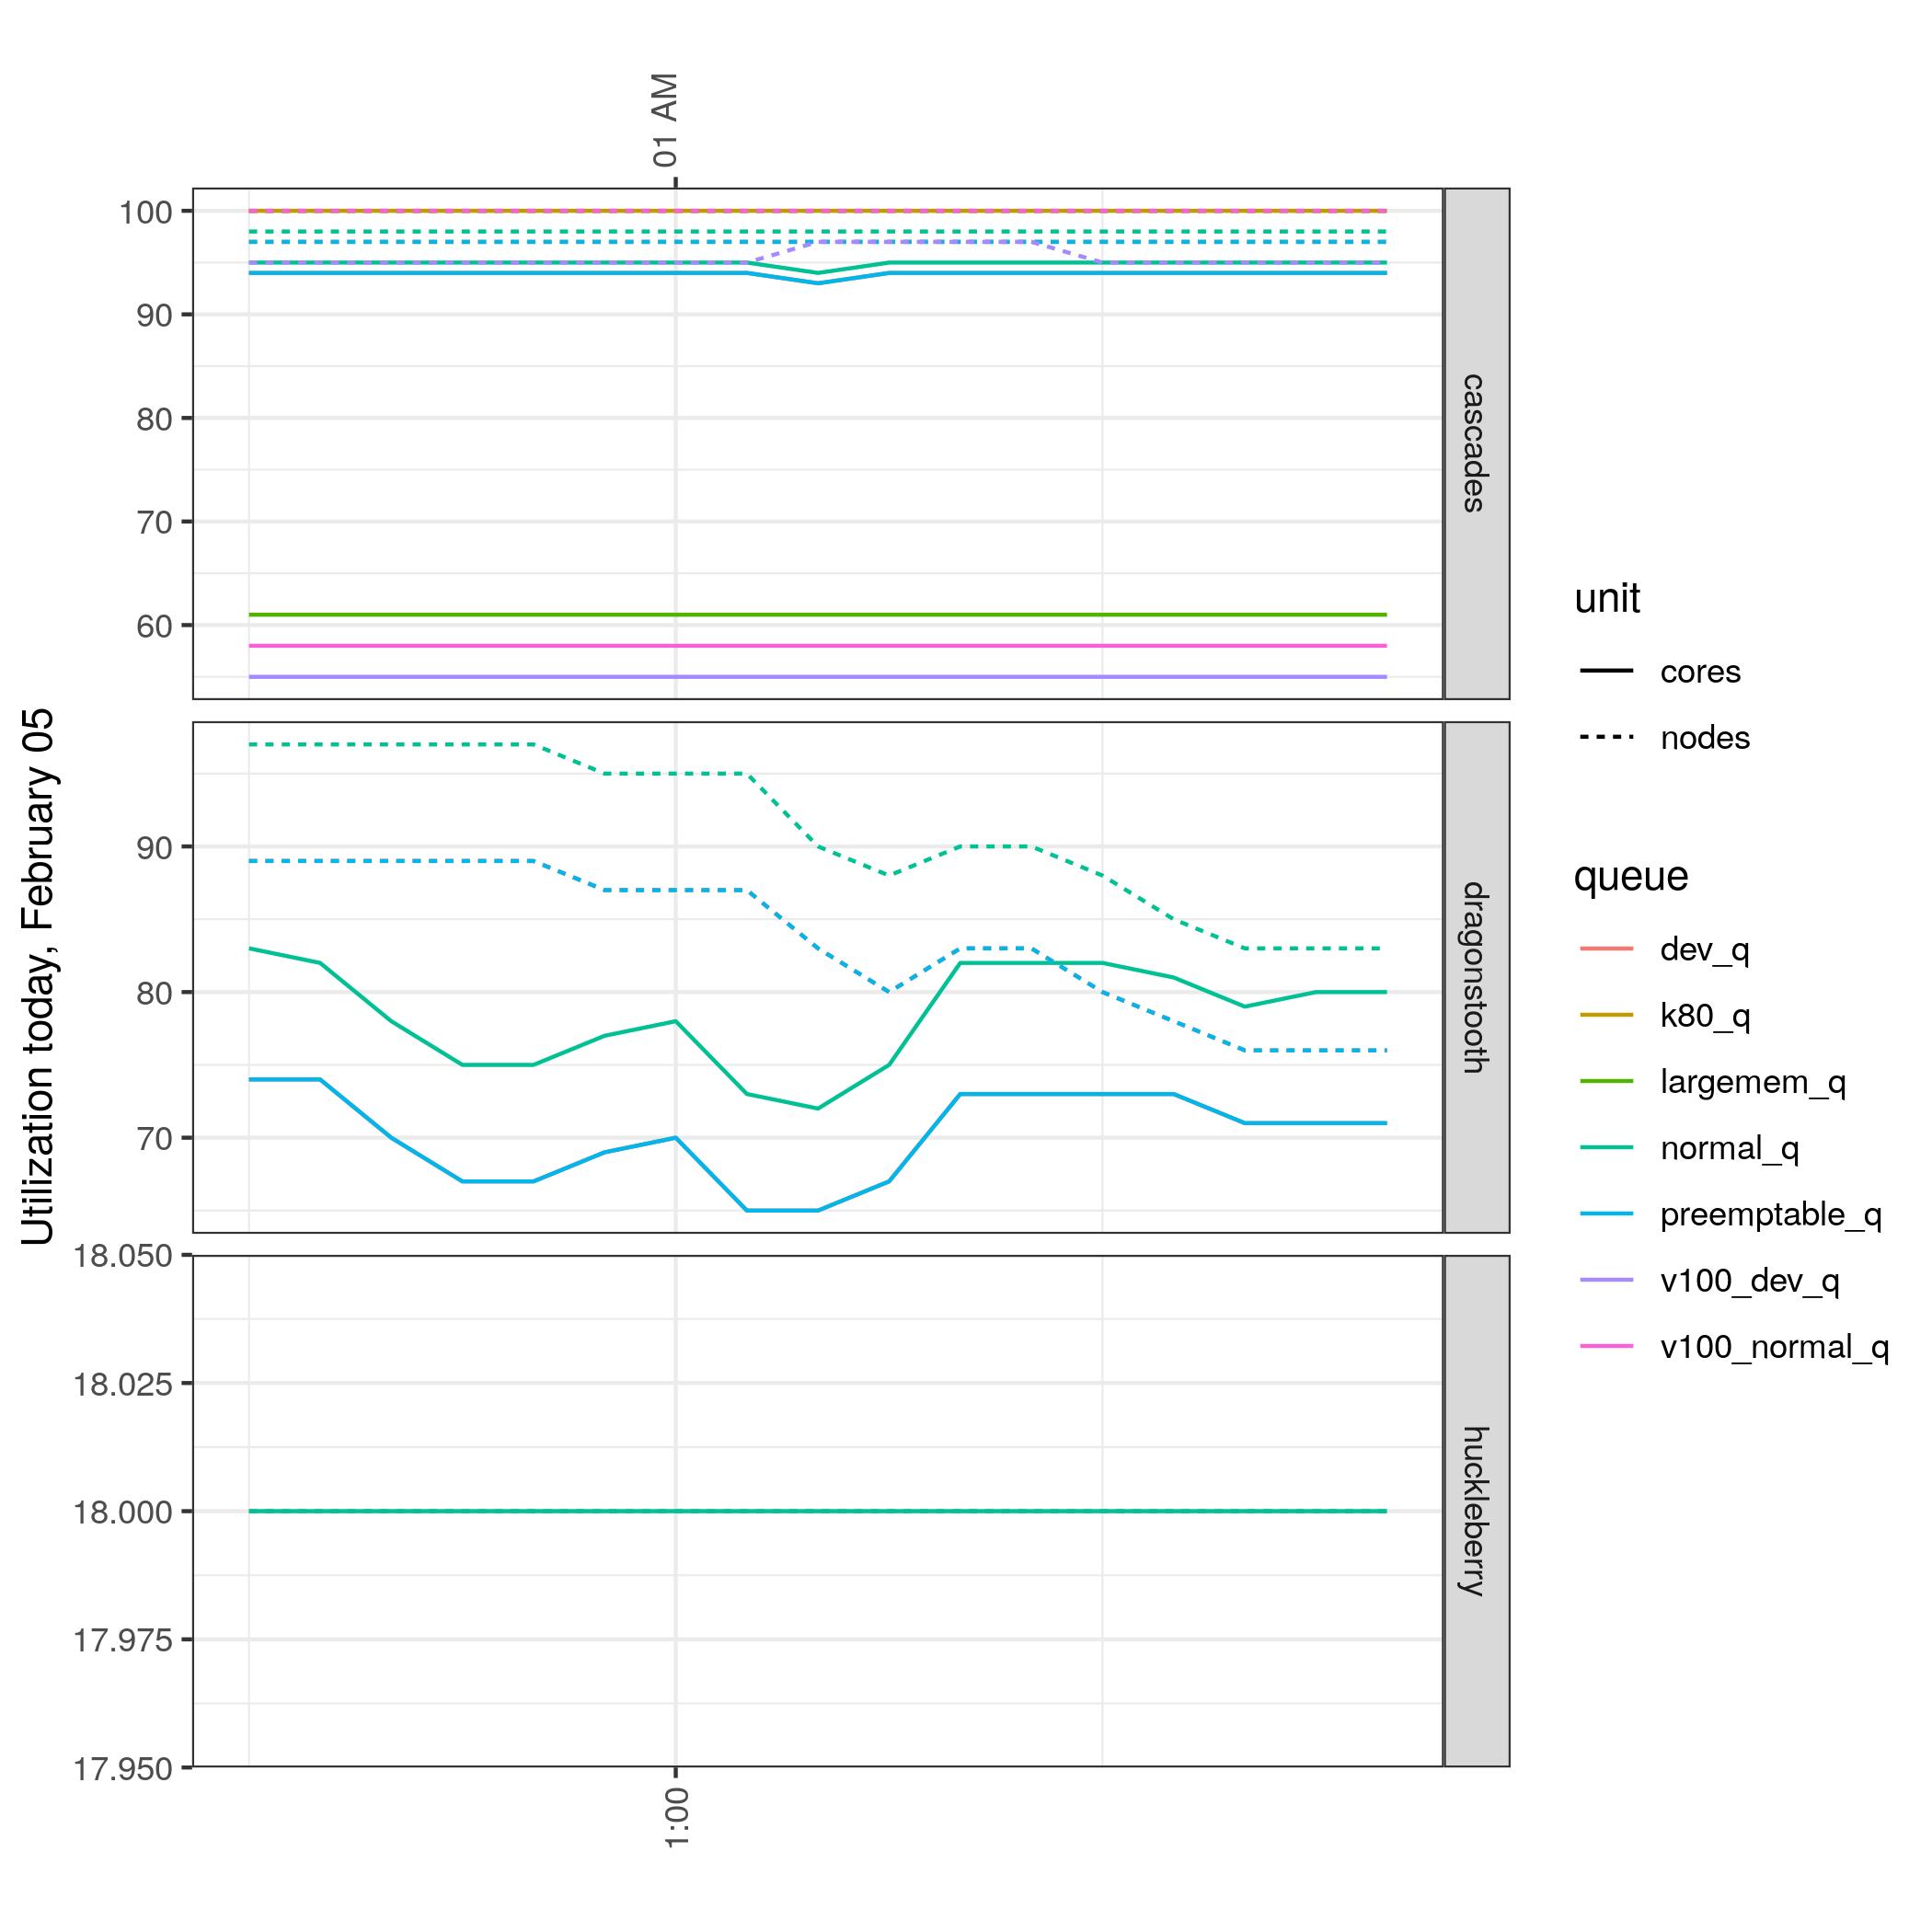 01 AM
100
90
80
70
60
cascades
90
80
70
dragonstooth
18.050
18.025
18.000
17.975
17.950
huckleberry
1:00
Utilization today, February 05
unit
cores
nodes
queue
dev_q
k80_q
largemem_q
normal_q
preemptable_q
v100_dev_q
v100_normal_q